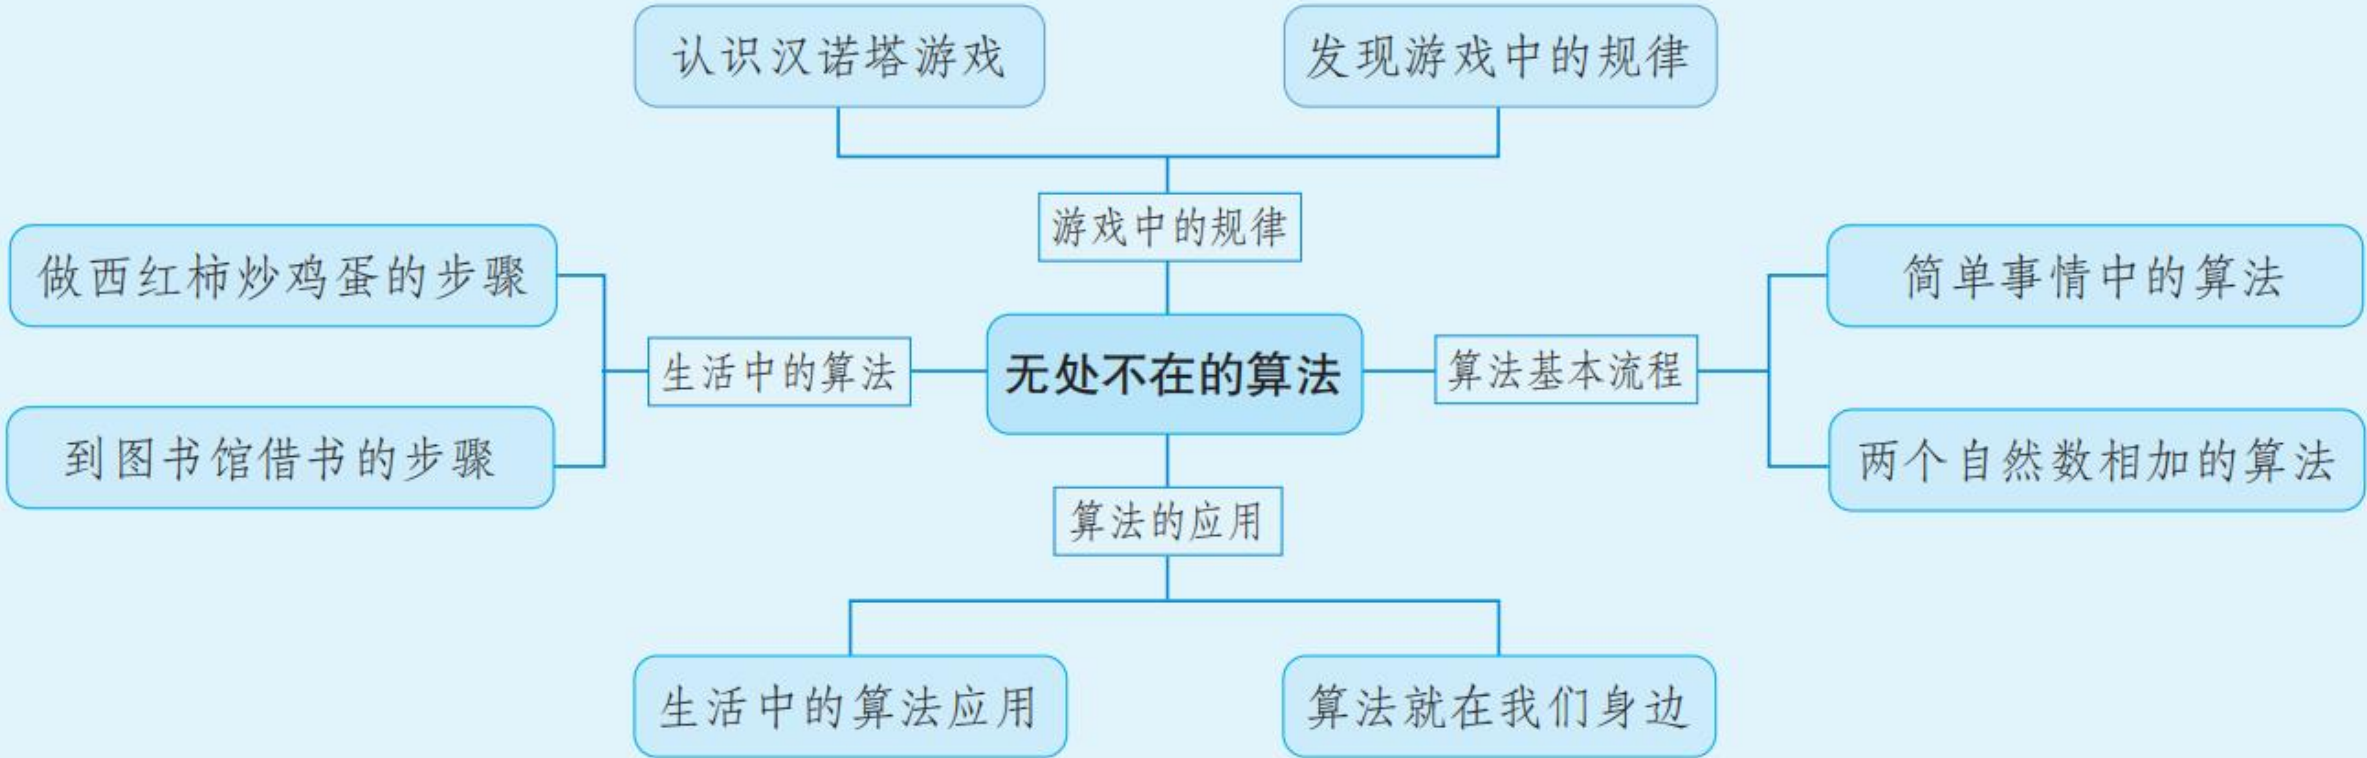 认识汉诺塔游戏
发现游戏中的规律
游戏中的规律
做西红柿炒鸡蛋的步骤
简单事情中的算法
生活中的算法
无处不在的算法
算法基本流程
到图书馆借书的步骤
两个自然数相加的算法
算法的应用
生活中的算法应用
算法就在我们身边